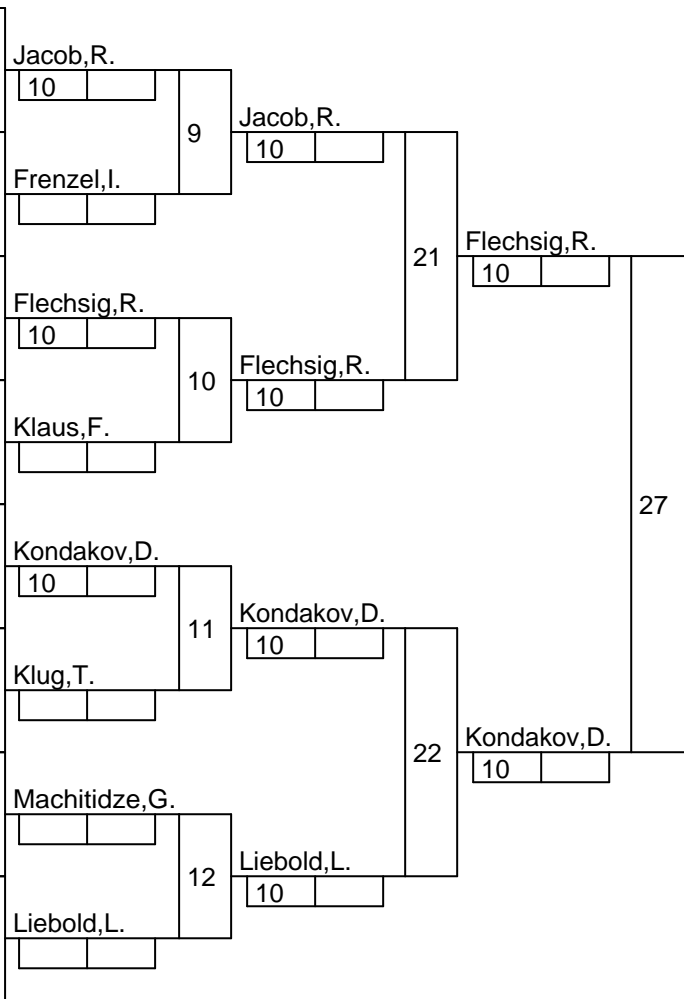 Jacob,R.
10
9
Frenzel,I.
Jacob,R.
10
21
Flechsig,R.
10
10
Klaus,F.
Flechsig,R.
10
Flechsig,R.
10
27
Kondakov,D.
10
11
Klug,T.
Kondakov,D.
10
22
Machitidze,G.
12
Liebold,L.
Liebold,L.
10
Kondakov,D.
10